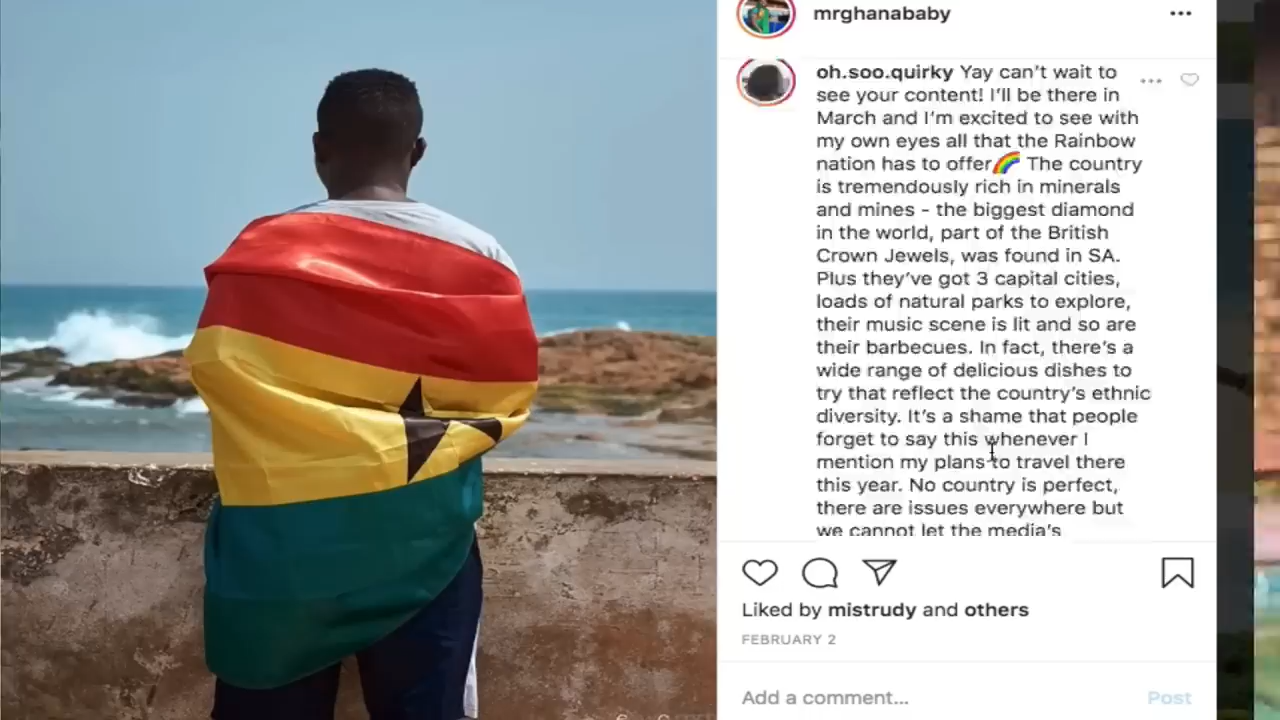 mrghanababy
oh.soo.quirky Yay can't wait to
see your content! I'll be there in
March and I'm excited to see with
my own eyes all that the Rainbow
nation has to offer🌈 The country
is tremendously rich in minerals
and mines - the biggest diamond
in the world, part of the British
Crown Jewels, was found in SA.
Plus they've got 3 capital cities,
loads of natural parks to explore,
their music scene is lit and so are
their barbecues. In fact, there's a
wide range of delicious dishes to
try that reflect the country's ethnic
diversity. It's a shame that people
forget to say this whenever I
mention my plans to travel there
this year. No country is perfect,
there are issues everywhere but
we cannot let the media's
Liked by mistrudy and others
FEBRUARY 2
Add a comment...
Post